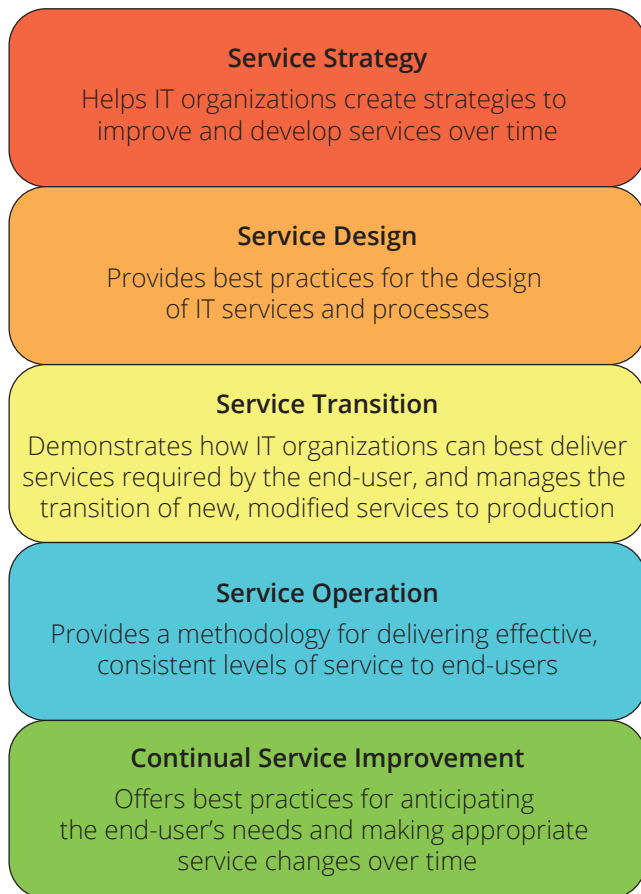 Service Strategy
Helps IT organizations create strategies to
improve and develop services over time
Service Design
Provides best practices for the design
of IT services and processes
Service Transition
Demonstrates how IT organizations can best deliver
services required by the end-user, and manages the
transition of new, modified services to production
Service Operation
Provides a methodology for delivering effective,
consistent levels of service to end-users
Continual Service Improvement
Offers best practices for anticipating
the end-user’s needs and making appropriate
service changes over time